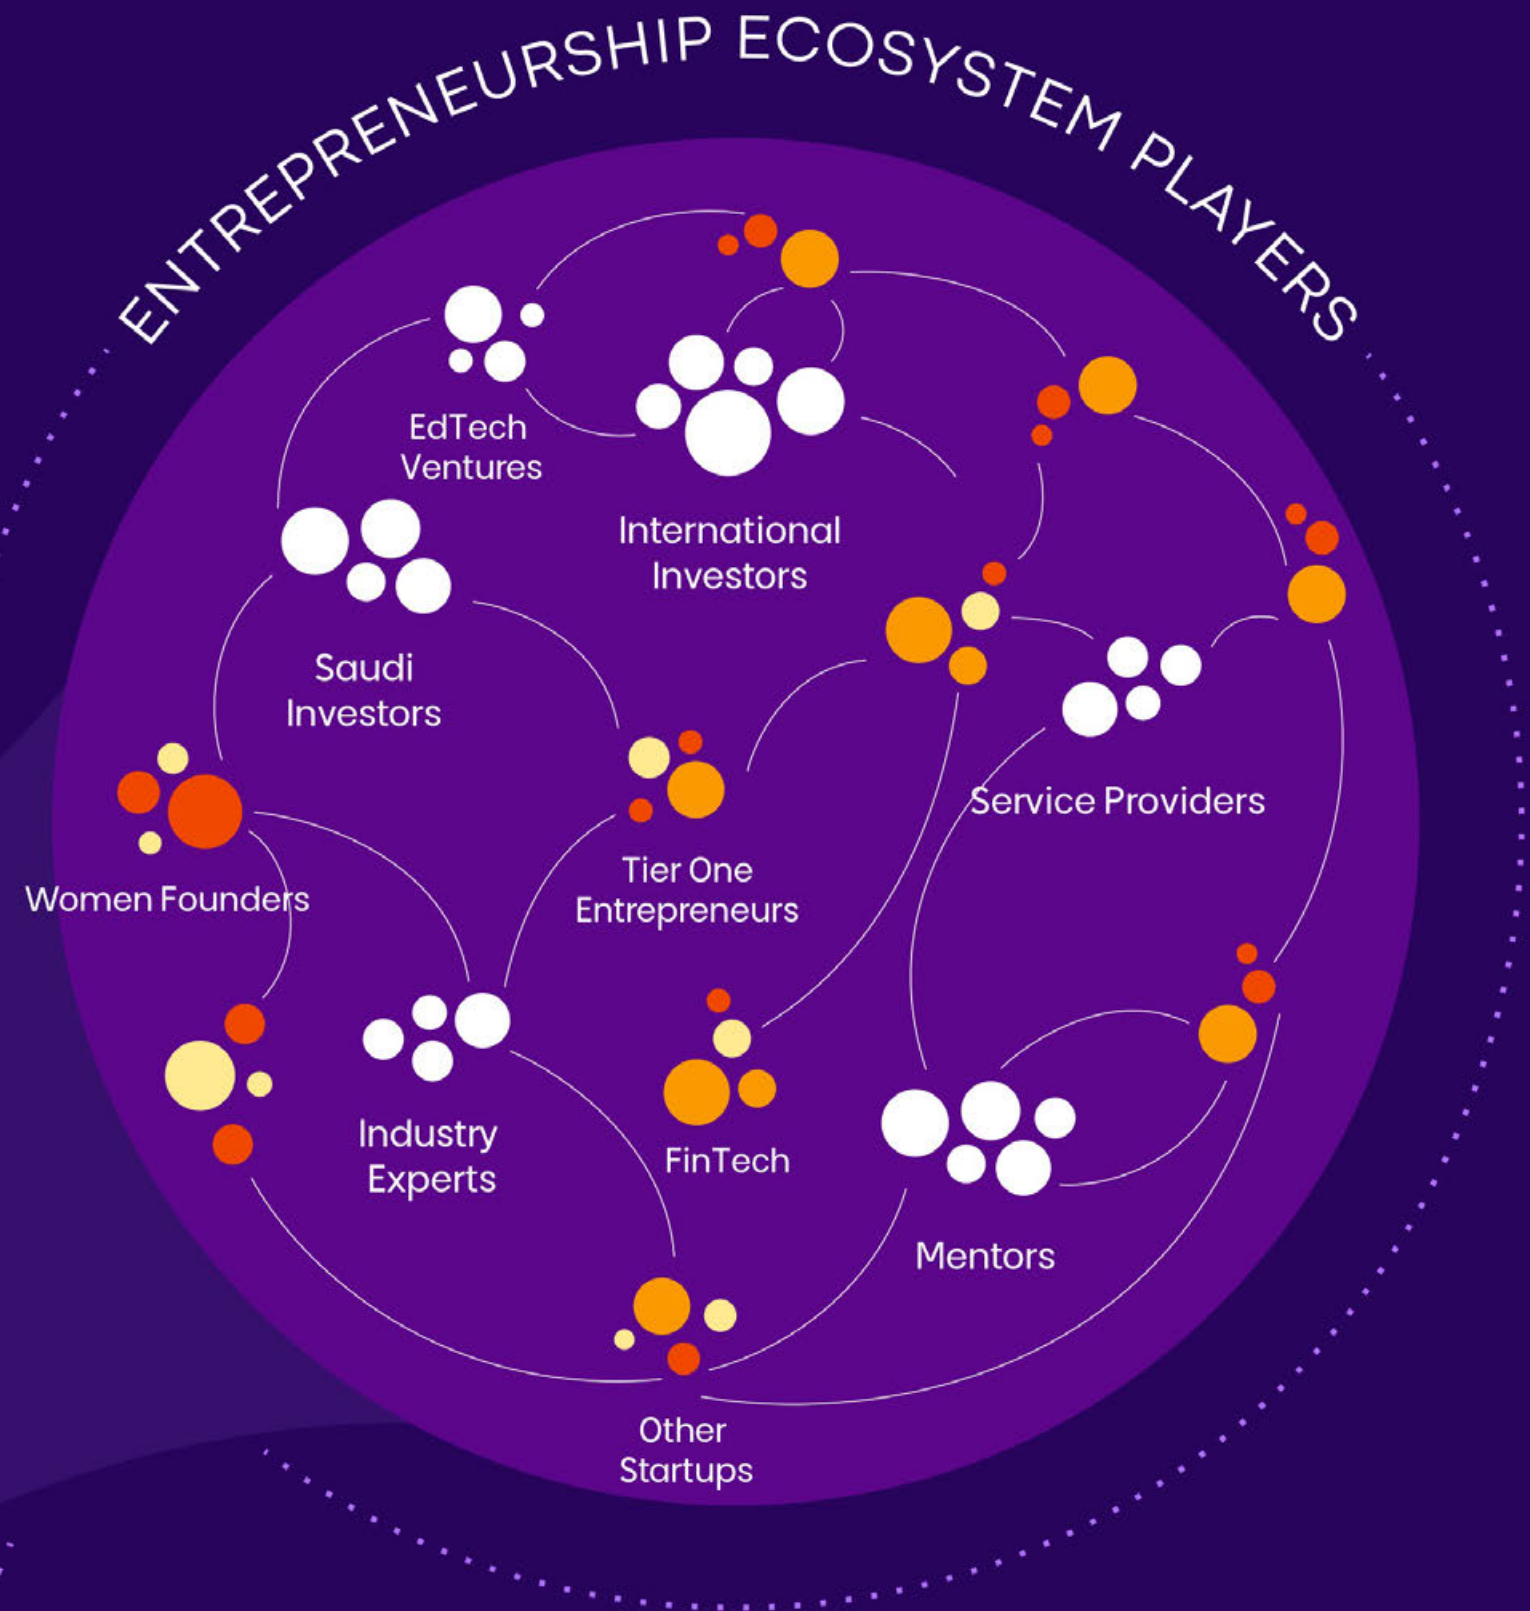 ENTREPRENEURSHIP ECOSYSTEM PLAYERS
EdTech
Ventures
International
Investors
Saudi
Investors
Service Providers
Tier One
Entrepreneurs
Women Founders
Industry
Experts
FinTech
Mentors
Other
Startups